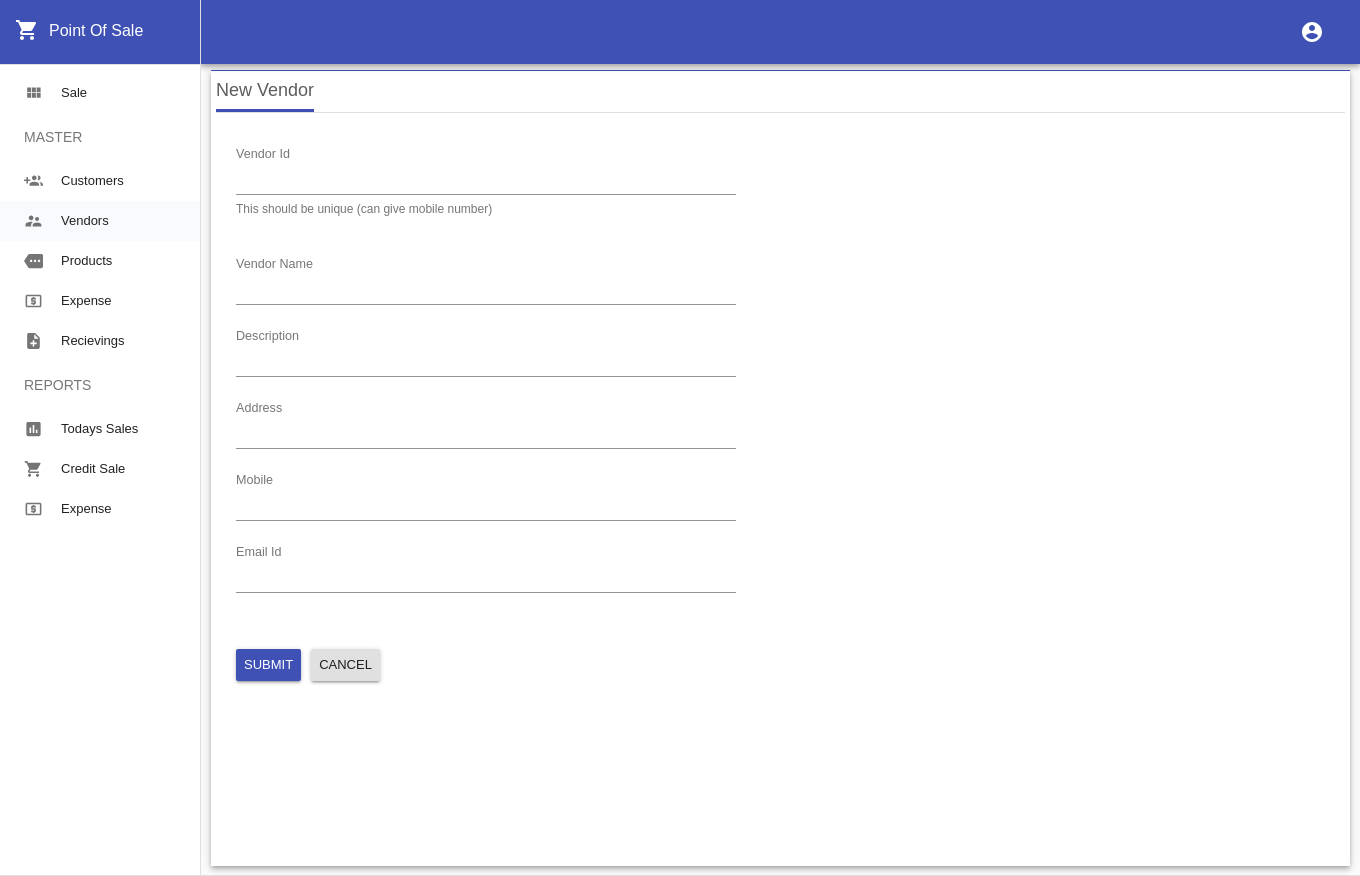 Point Of Sale
Sale
MASTER
Customers
Vendors
Products
Expense
Recievings
REPORTS
Todays Sales
Credit Sale
Expense
New Vendor
Vendor Id
This should be unique (can give mobile number)
Vendor Name
Description
Address
Mobile
Email Id
SUBMIT CANCEL